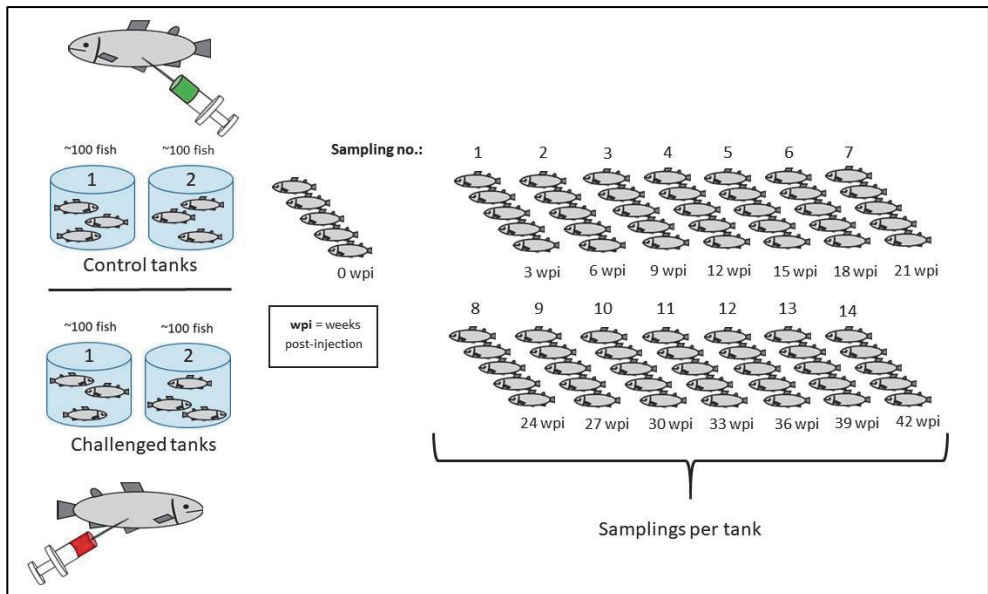 ~100 fish
~100 fish
1
2
Control tanks
Sampling no.:
1 2 3 4 5 6 7
0 wpi
3 wpi 6 wpi 9 wpi 12 wpi 15 wpi 18 wpi 21 wpi
wpi = weeks
post-injection
~100 fish
~100 fish
1
2
Challenged tanks
8 9 10 11 12 13 14
24 wpi 27 wpi 30 wpi 33 wpi 36 wpi 39 wpi 42 wpi
Samplings per tank